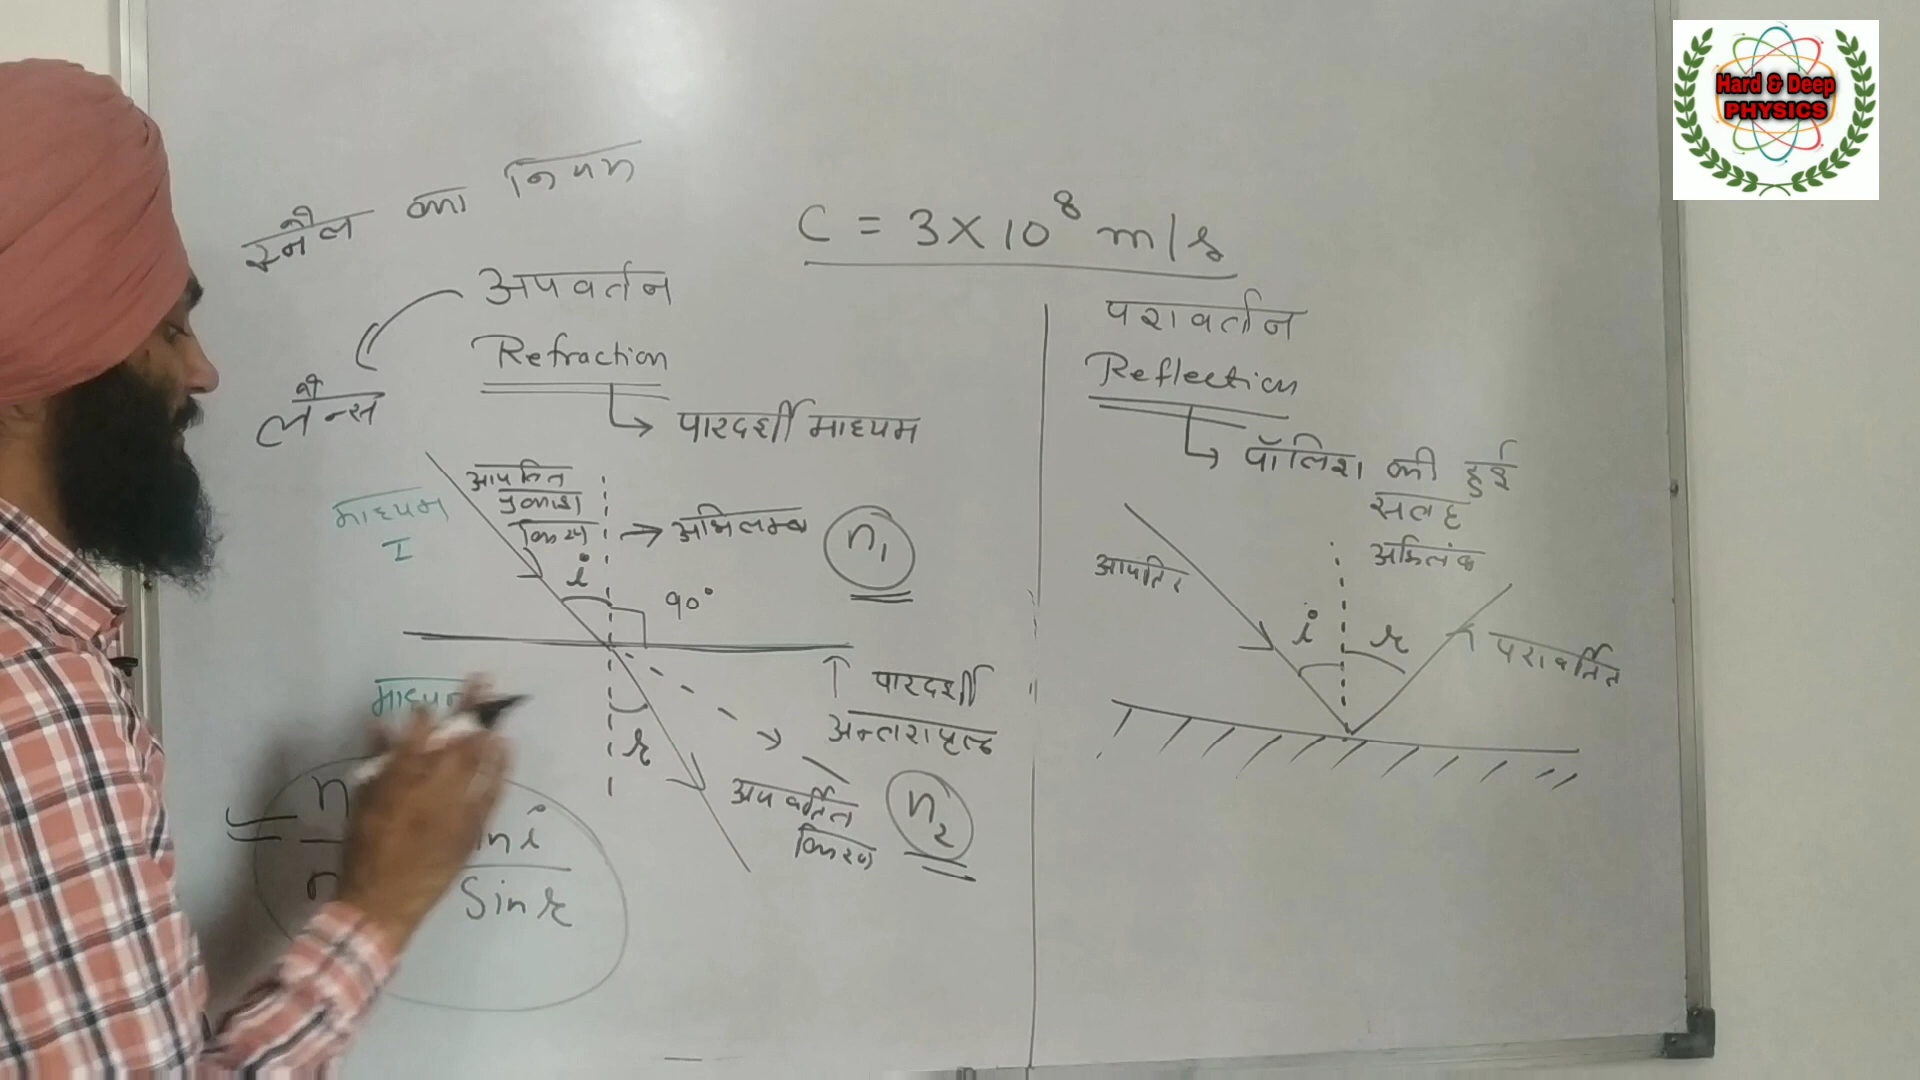 Hard & Deep
PHYSICS
स्नैल का नियम
C = 3 × 10⁸ m/s
अपवर्तन
Refraction
लैन्स
पारदर्शी माध्यम
माध्यम
I
आपतित
प्रकाश
किरण
अभिलम्ब
n₁
i
90°
माध्यम
पारदर्शी
अन्तरापृष्ठ
r
अपवर्तित
किरण
n₂
n
n
n i
Sin r
परावर्तन
Reflection
पॉलिश की हुई
सतह
अभिलंब
आपतित
i
r
परावर्तित